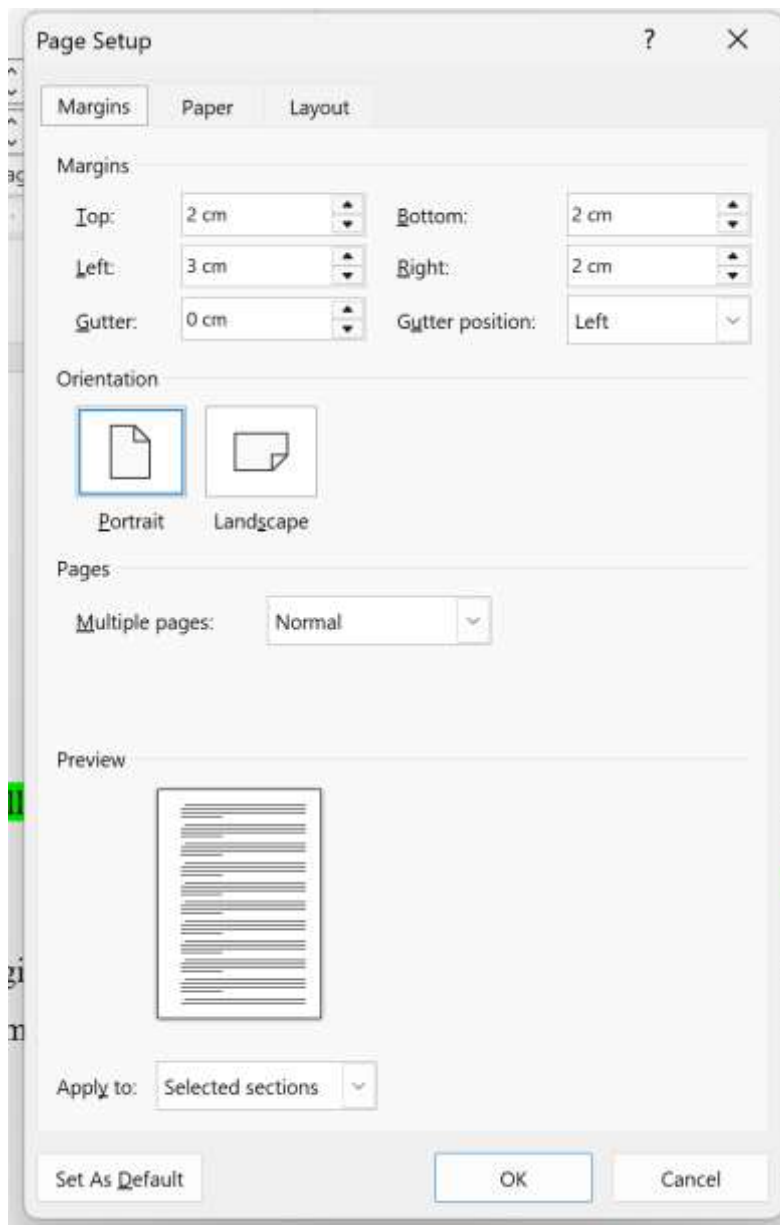 Page Setup ? ×
Margins Paper Layout
Margins
Top: 2 cm Bottom: 2 cm
Left: 3 cm Right: 2 cm
Gutter: 0 cm Gutter position: Left
Orientation
Portrait Landscape
Pages
Multiple pages: Normal
Preview
Apply to: Selected sections
Set As Default OK Cancel